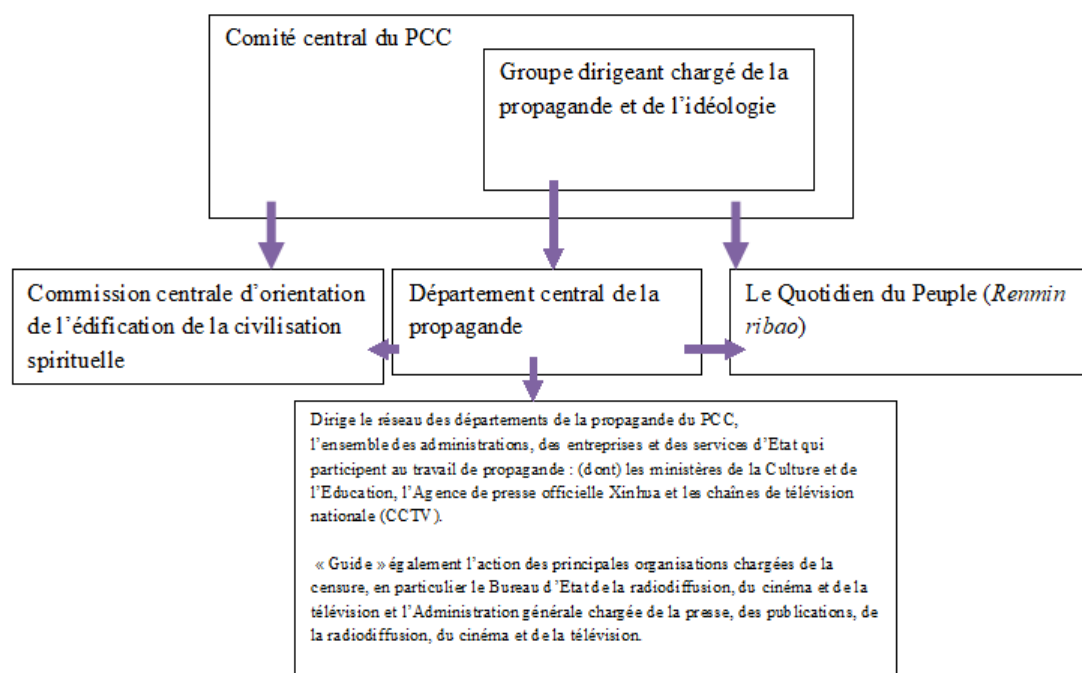 Comité central du PCC
Groupe dirigeant chargé de la
propagande et de l'idéologie
Commission centrale d'orientation
de l'édification de la civilisation
spirituelle
Département central de la
propagande
Le Quotidien du Peuple (Renmin
ribao)
Dirige le réseau des départements de la propagande du PCC,
l'ensemble des administrations, des entreprises et des services d'Etat qui
participent au travail de propagande : (dont) les ministères de la Culture et de
l'Education, l'Agence de presse officielle Xinhua et les chaînes de télévision
nationale (CCTV).
« Guide » également l'action des principales organisations chargées de la
censure, en particulier le Bureau d'Etat de la radiodiffusion, du cinéma et de la
télévision et l'Administration générale chargée de la presse, des publications, de
la radiodiffusion, du cinéma et de la télévision.